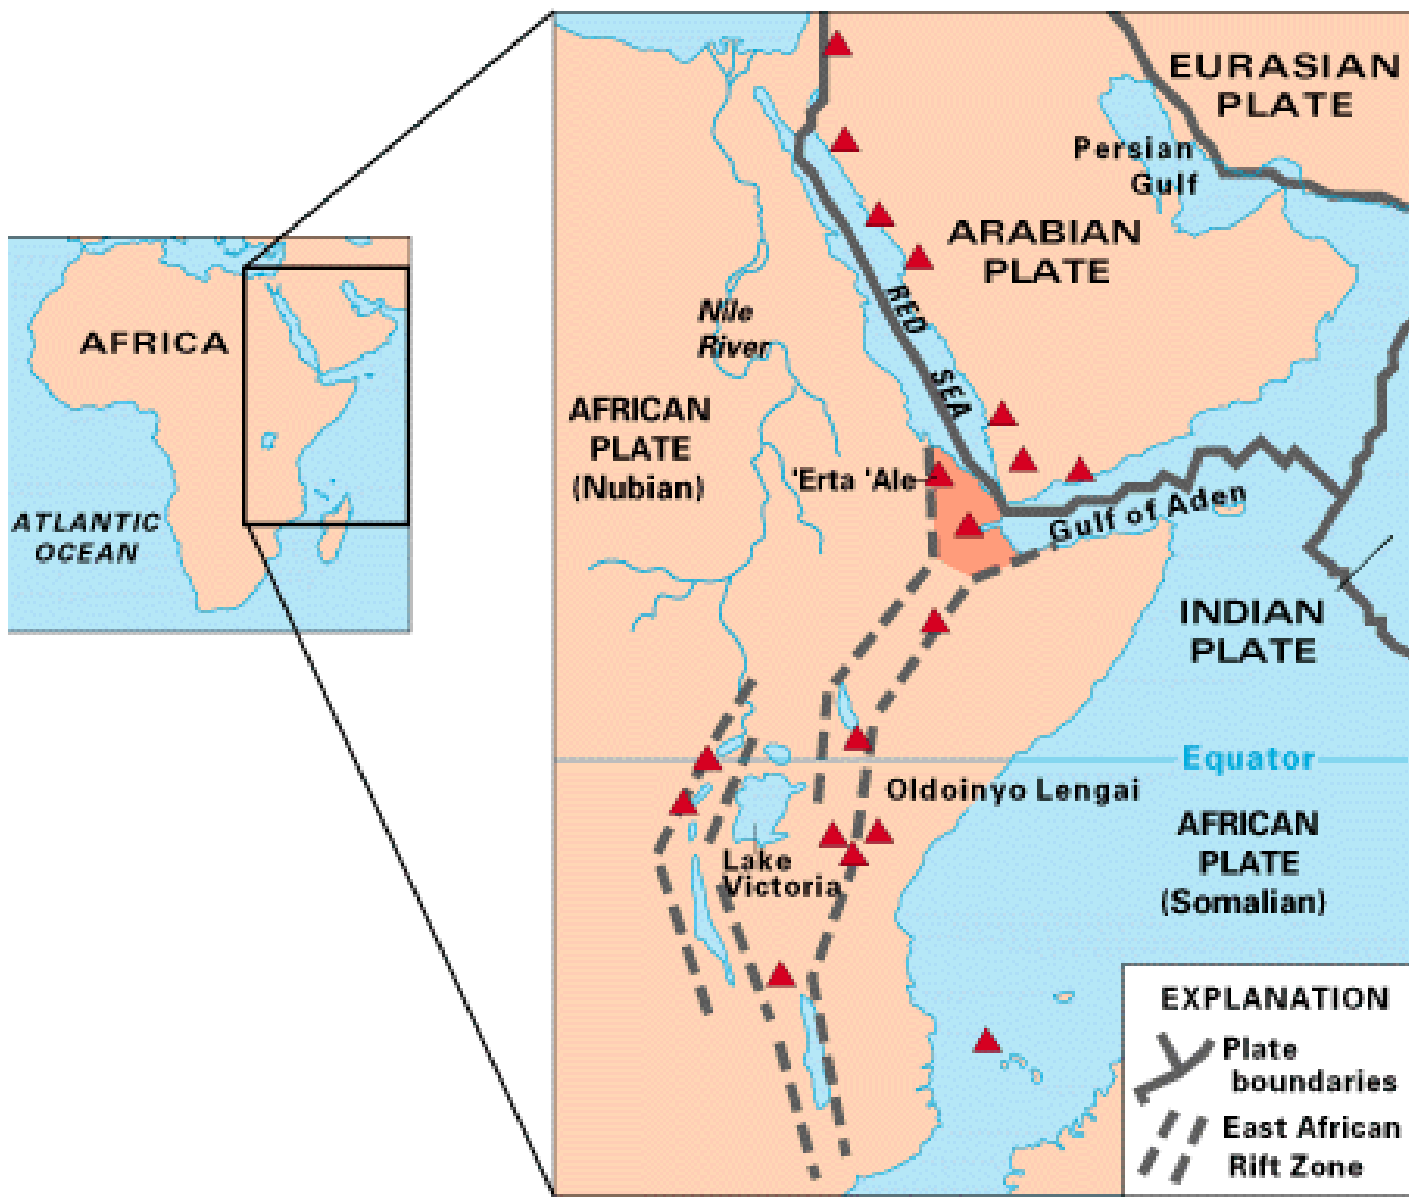 AFRICA
ATLANTIC
OCEAN
EURASIAN
PLATE
Persian
Gulf
ARABIAN
PLATE
RED
SEA
Nile
River
AFRICAN
PLATE
(Nubian)
'Erta 'Ale
Gulf of Aden
INDIAN
PLATE
Equator
Oldoinyo Lengai
AFRICAN
PLATE
(Somalian)
Lake
Victoria
EXPLANATION
Plate
boundaries
East African
Rift Zone